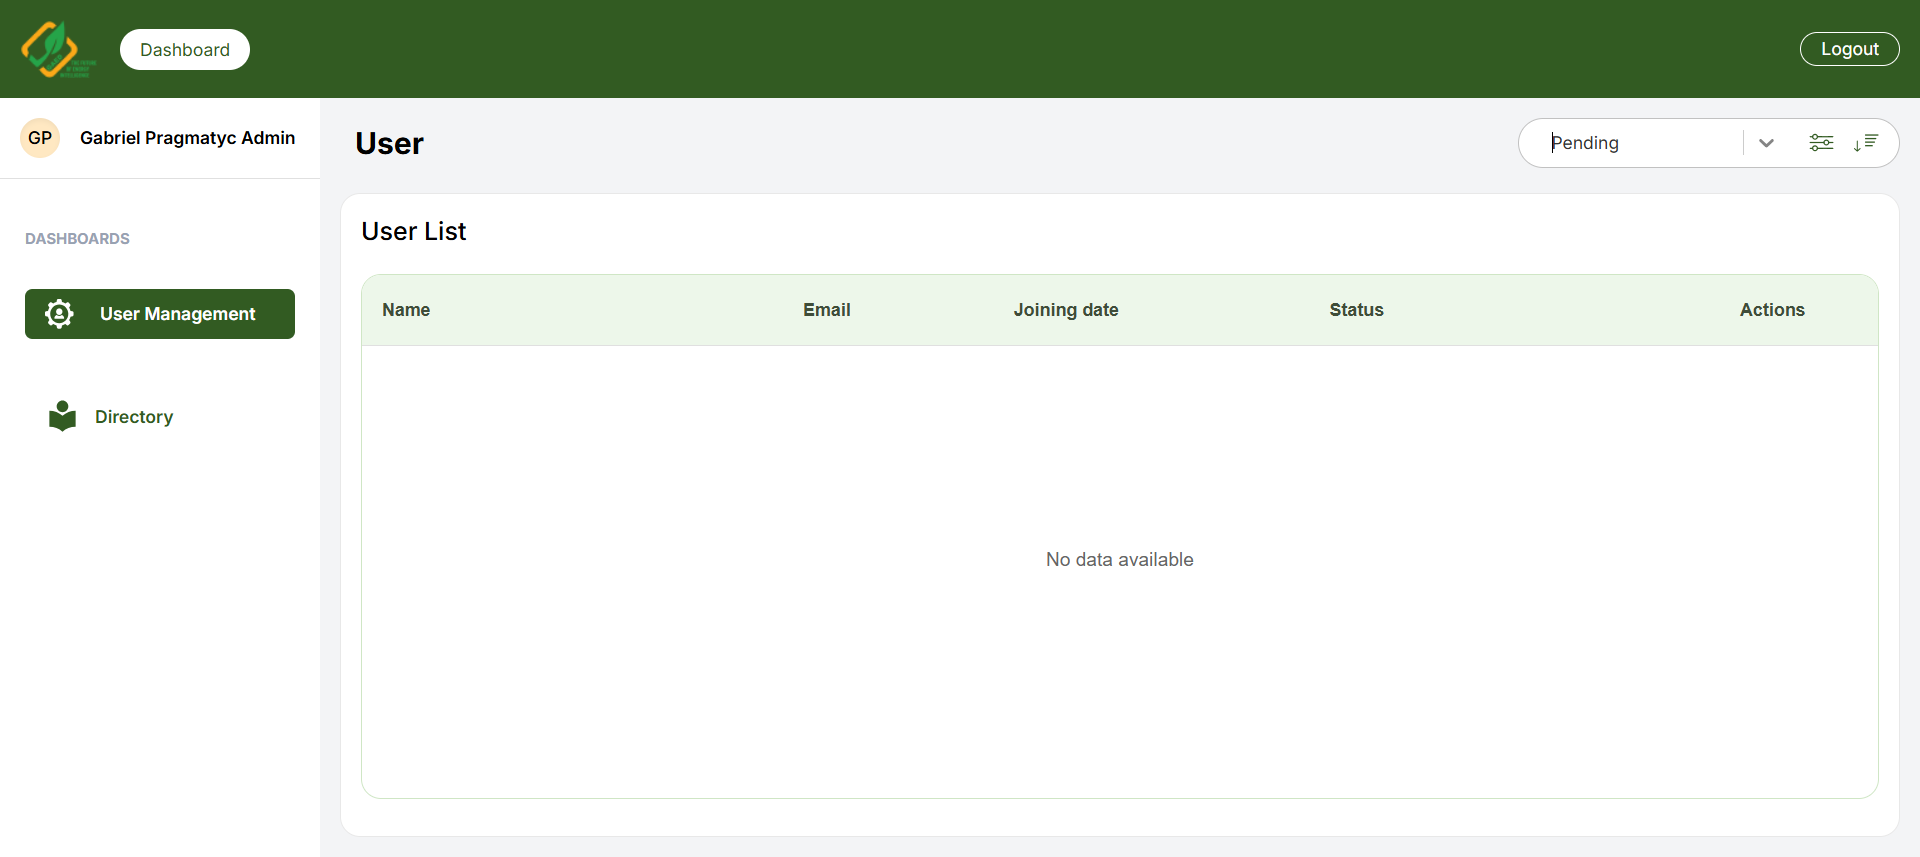 Dashboard
Logout
GP
Gabriel Pragmatyc Admin
User
Pending
DASHBOARDS
User List
Name
Email
Joining date
Status
Actions
User Management
Directory
No data available